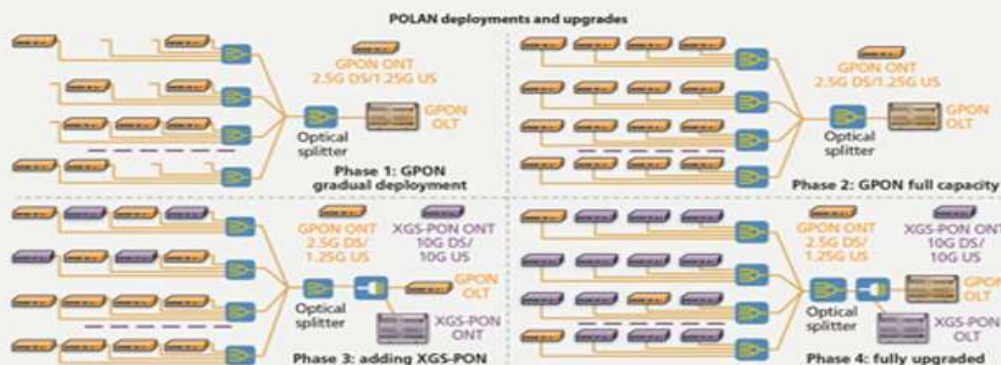 POLAN deployments and upgrades
GPON ONT
2.5G DS/1.25G US
GPON
OLT
Optical
splitter
Phase 1: GPON
gradual deployment
GPON ONT
2.5G DS/1.25G US
GPON
OLT
Optical
splitter
Phase 2: GPON full capacity
GPON ONT
2.5G DS/
1.25G US
XGS-PON ONT
10G DS/
10G US
GPON
OLT
Optical
splitter
XGS-PON
ONT
Phase 3: adding XGS-PON
GPON ONT
2.5G DS/
1.25G US
XGS-PON ONT
10G DS/
10G US
GPON
OLT
Optical
splitter
XGS-PON
OLT
Phase 4: fully upgraded